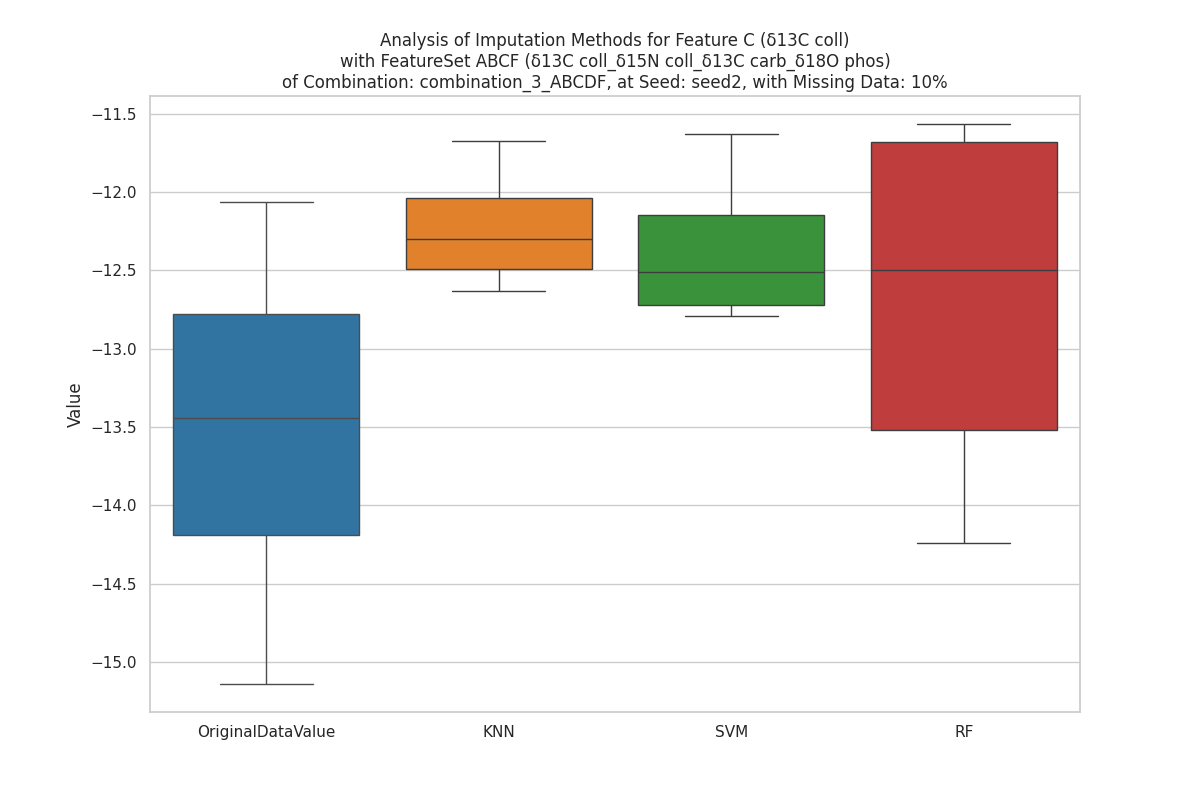 Analysis of Imputation Methods for Feature C (δ13C coll)
with FeatureSet ABCF (δ13C coll_δ15N coll_δ13C carb_δ18O phos)
of Combination: combination_3_ABCDF, at Seed: seed2, with Missing Data: 10%
−11.5
−12.0
−12.5
−13.0
−13.5
−14.0
−14.5
−15.0
Value
OriginalDataValue
KNN
SVM
RF